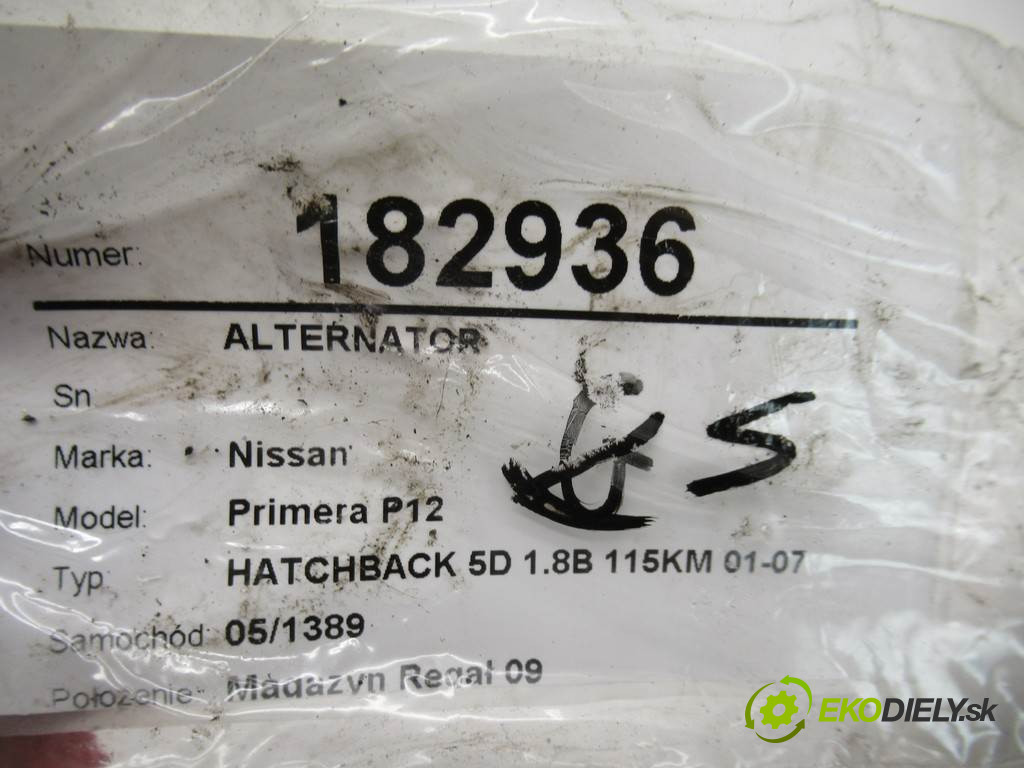 Numer: 182936
Nazwa: ALTERNATOR
Sn
Marka: Nissan
Model: Primera P12
Typ: HATCHBACK 5D 1.8B 115KM 01-07
Samochód: 05/1389
Położenie: Magazyn Regał 09
EKODIELY.sk